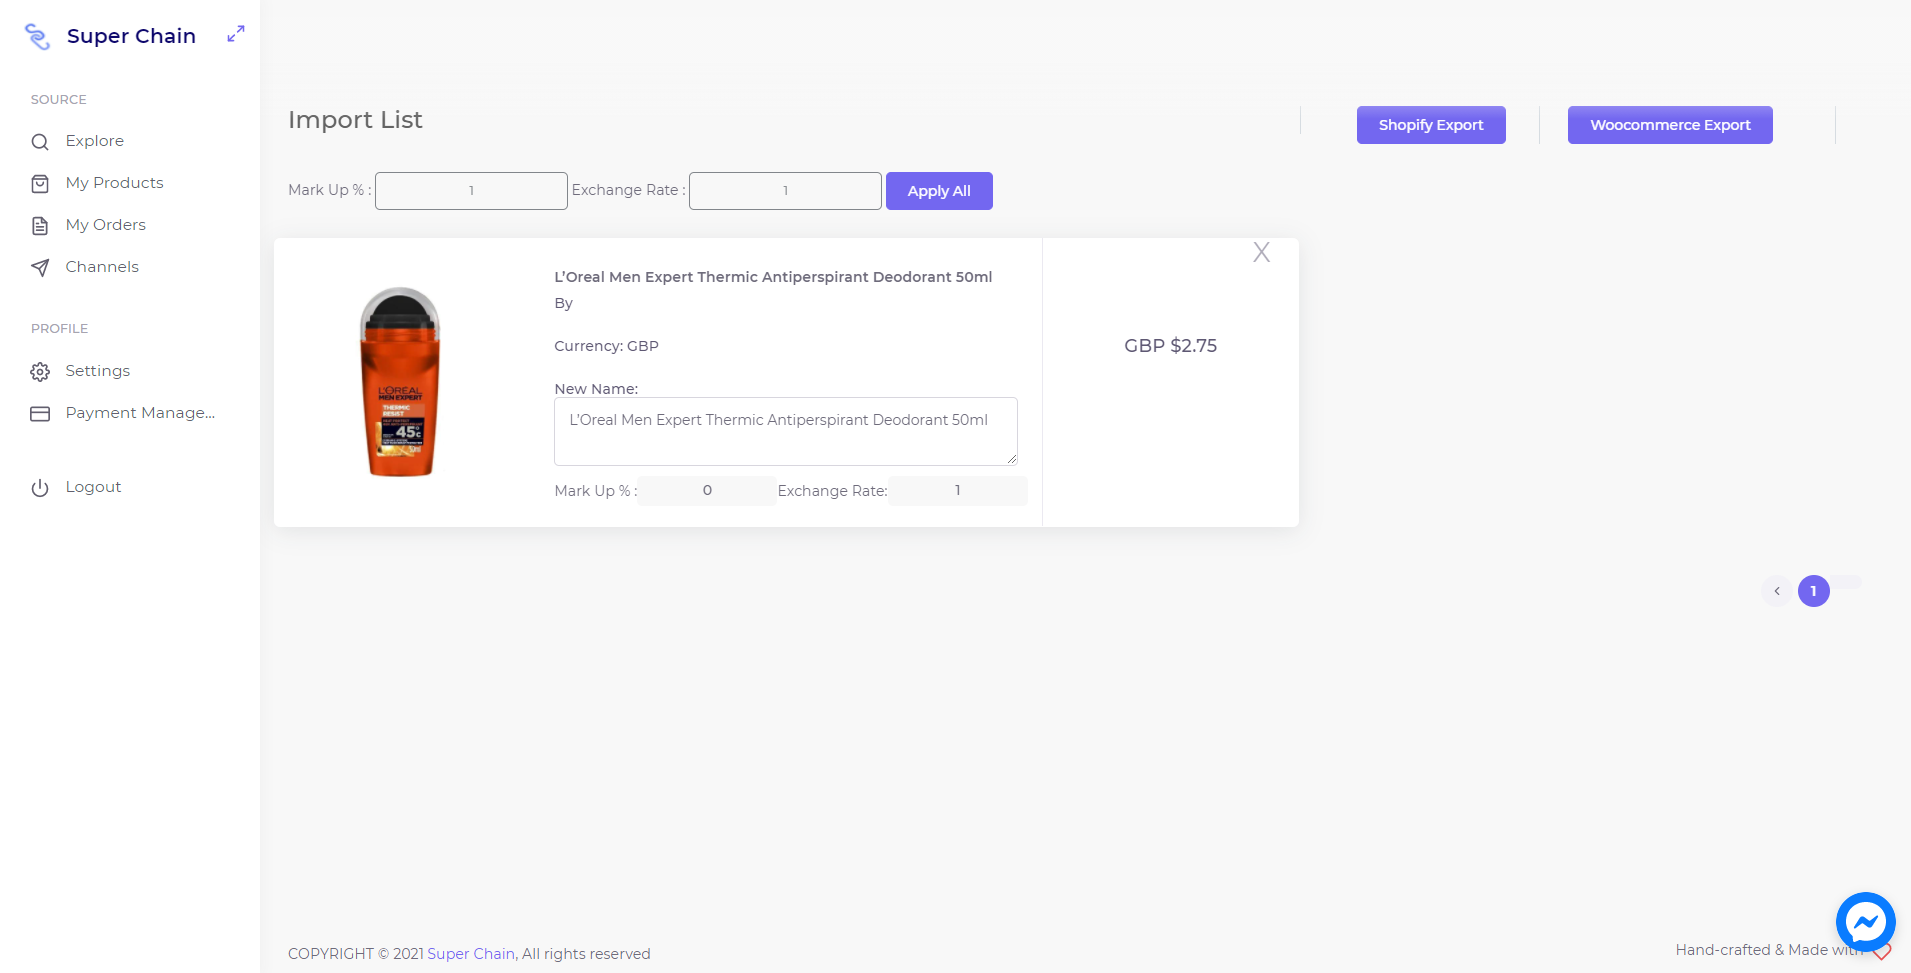 Super Chain
SOURCE
Explore
My Products
My Orders
Channels
PROFILE
Settings
Payment Manage...
Logout
Import List
Shopify Export
Woocommerce Export
Mark Up % : 1 Exchange Rate : 1 Apply All
L’Oreal Men Expert Thermic Antiperspirant Deodorant 50ml
By
Currency: GBP
New Name:
L’Oreal Men Expert Thermic Antiperspirant Deodorant 50ml
Mark Up % : 0 Exchange Rate: 1
X
GBP $2.75
L'ORÉAL
MEN EXPERT
THERMIC
RESIST
45°c
1
COPYRIGHT © 2021 Super Chain, All rights reserved
Hand-crafted & Made with